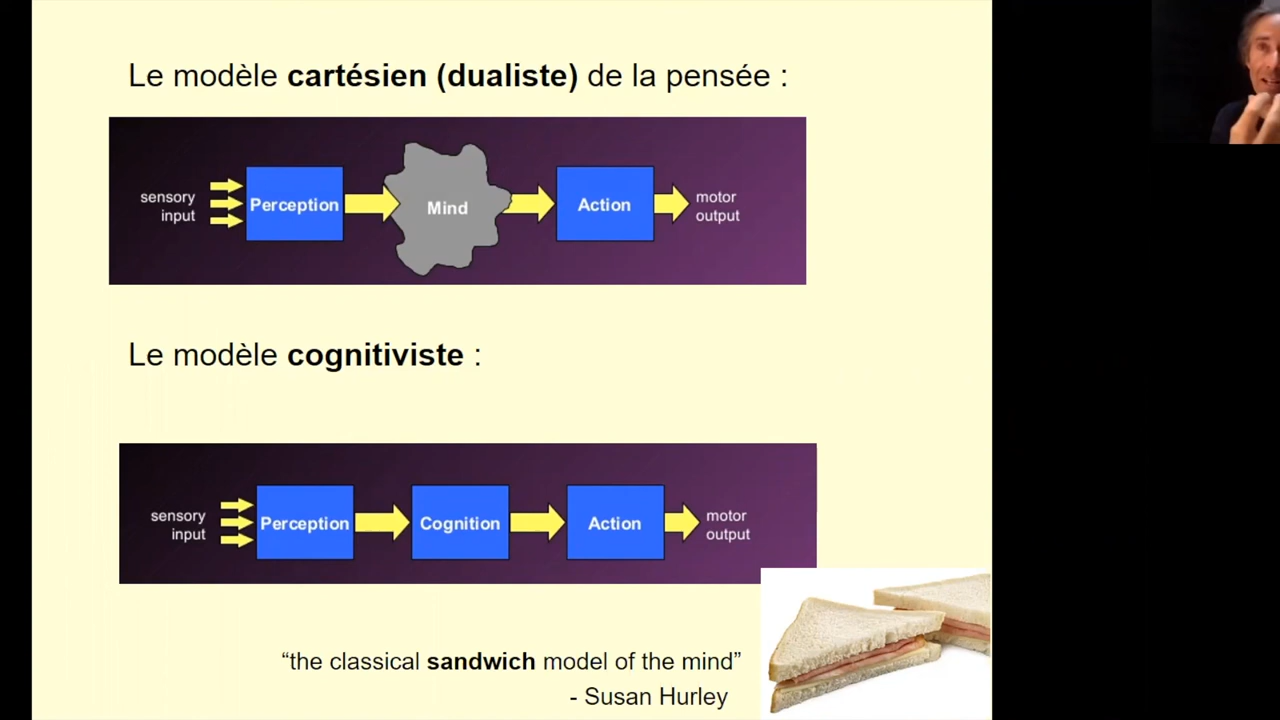 Le modèle cartésien (dualiste) de la pensée :
sensory
input
Perception
Mind
Action
motor
output
Le modèle cognitiviste :
sensory
input
Perception
Cognition
Action
motor
output
“the classical sandwich model of the mind”
- Susan Hurley